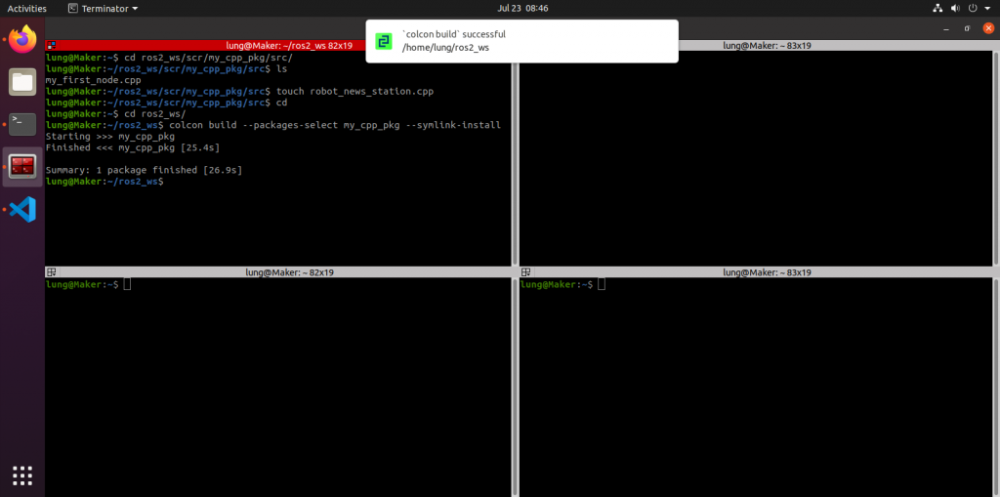 Activities
Terminator
Jul 23 08:46
`colcon build` successful
/home/lung/ros2_ws
lung@Maker: ~/ros2_ws 82x19
lung@Maker:~$ cd ros2_ws/scr/my_cpp_pkg/src/
lung@Maker:~/ros2_ws/scr/my_cpp_pkg/src$ ls
my_first_node.cpp
lung@Maker:~/ros2_ws/scr/my_cpp_pkg/src$ touch robot_news_station.cpp
lung@Maker:~/ros2_ws/scr/my_cpp_pkg/src$ cd
lung@Maker:~$ cd ros2_ws/
lung@Maker:~/ros2_ws$ colcon build --packages-select my_cpp_pkg --symlink-install
Starting >>> my_cpp_pkg
Finished <<< my_cpp_pkg [25.4s]
Summary: 1 package finished [26.9s]
lung@Maker:~/ros2_ws$
lung@Maker: ~ 83x19
lung@Maker: ~ 82x19
lung@Maker:~$
lung@Maker: ~ 83x19
lung@Maker:~$